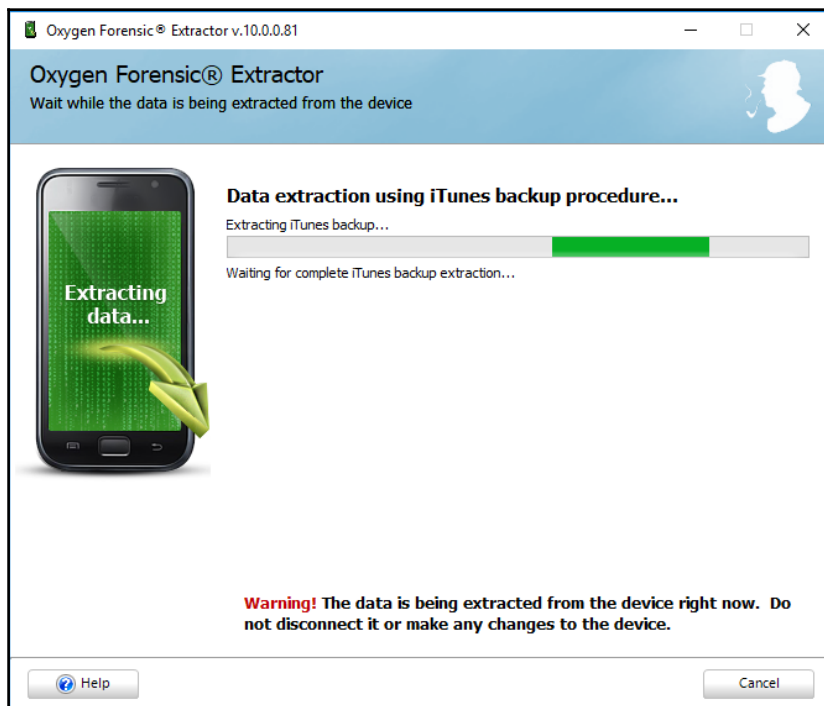 Oxygen Forensic® Extractor v.10.0.0.81
Oxygen Forensic® Extractor
Wait while the data is being extracted from the device
Extracting
data...
Data extraction using iTunes backup procedure...
Extracting iTunes backup...
Waiting for complete iTunes backup extraction...
Warning! The data is being extracted from the device right now. Do
not disconnect it or make any changes to the device.
Help
Cancel